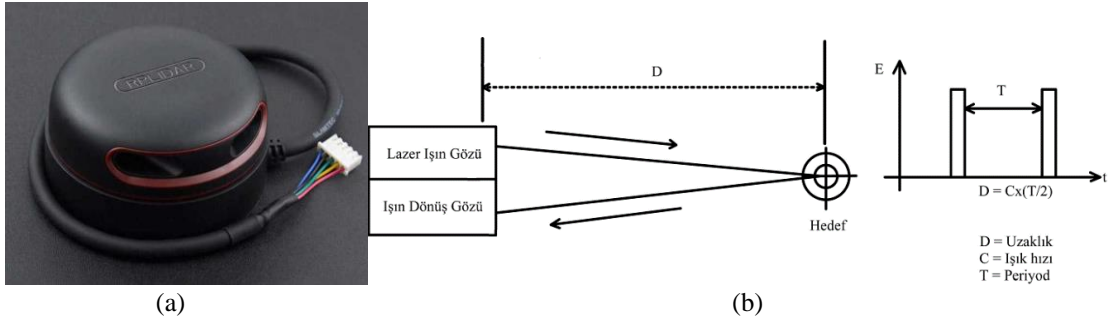 RPLIDAR
D
Lazer Işın Gözü
Işın Dönüş Gözü
Hedef
E
T
t
D = Cx(T/2)
D = Uzaklık
C = Işık hızı
T = Periyod
(a)
(b)